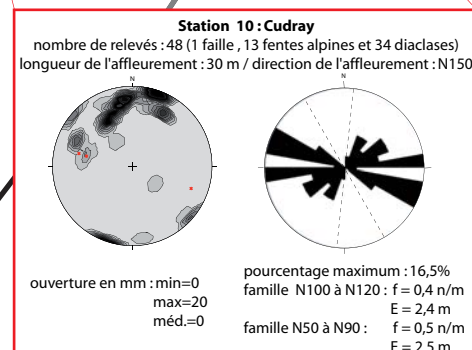 Station 10 : Cudray
nombre de relevés : 48 (1 faille , 13 fentes alpines et 34 diaclases)
longueur de l'affleurement : 30 m / direction de l'affleurement : N150
N
N
ouverture en mm : min=0
max=20
méd.=0
pourcentage maximum : 16,5%
famille N100 à N120 : f = 0,4 n/m
E = 2,4 m
famille N50 à N90 : f = 0,5 n/m
E = 2,5 m